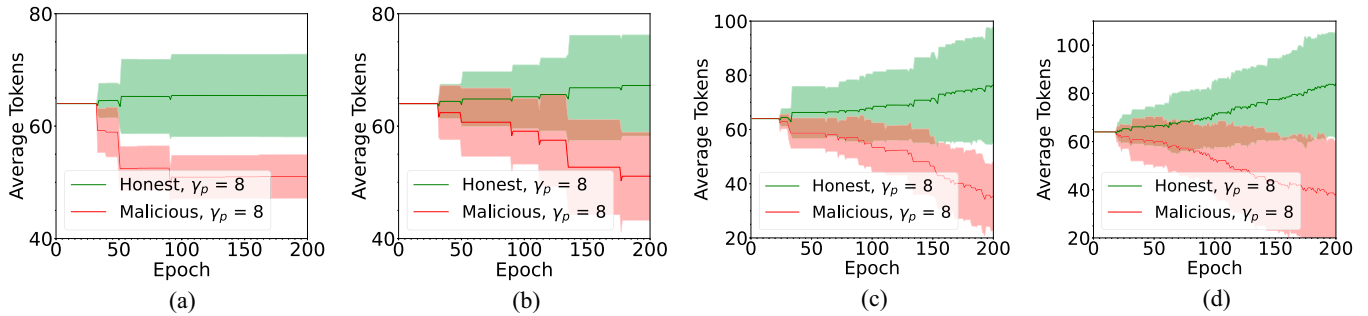 Average Tokens
80
60
40
0 50 100 150 200
Epoch
Honest, γp = 8
Malicious, γp = 8
(a)
Average Tokens
80
60
40
0 50 100 150 200
Epoch
Honest, γp = 8
Malicious, γp = 8
(b)
Average Tokens
100
80
60
40
20
0 50 100 150 200
Epoch
Honest, γp = 8
Malicious, γp = 8
(c)
Average Tokens
100
80
60
40
20
0 50 100 150 200
Epoch
Honest, γp = 8
Malicious, γp = 8
(d)